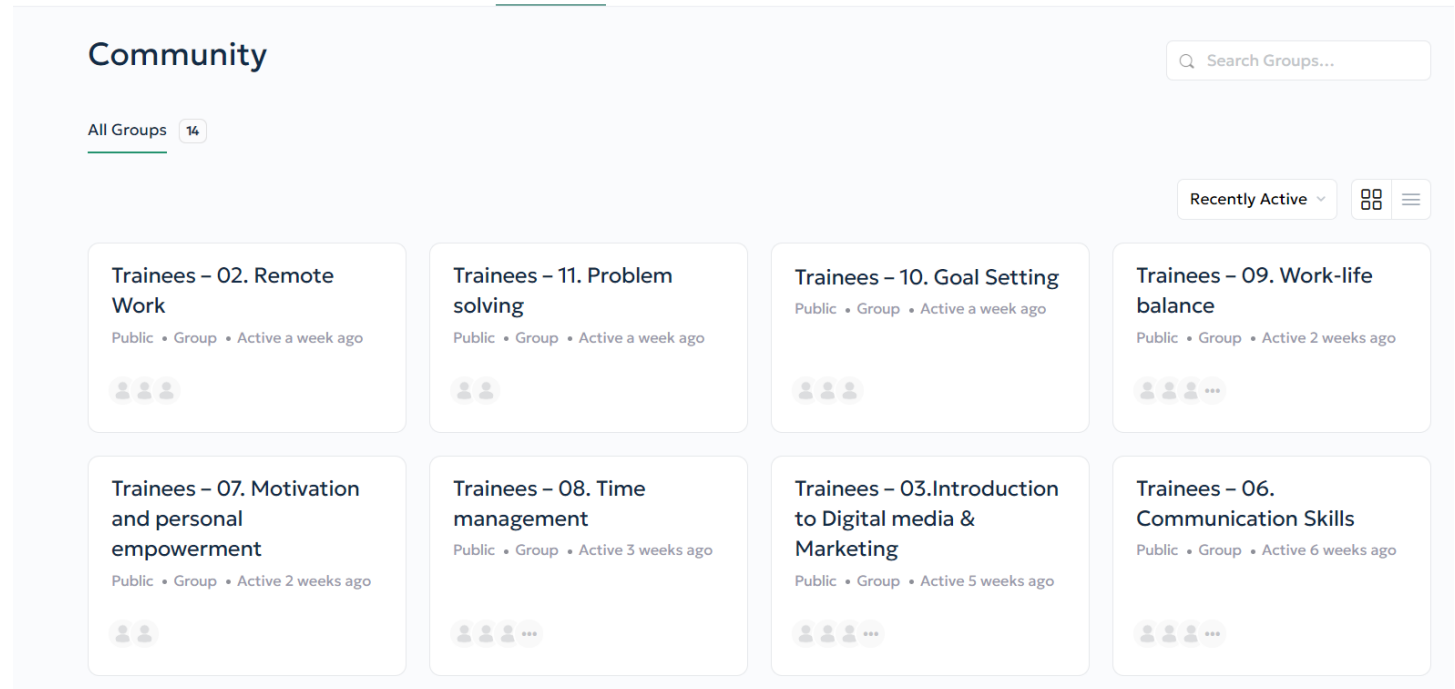 Community
Search Groups...
All Groups 14
Recently Active
Trainees – 02. Remote
Work
Public • Group • Active a week ago
Trainees – 11. Problem
solving
Public • Group • Active a week ago
Trainees – 10. Goal Setting
Public • Group • Active a week ago
Trainees – 09. Work-life
balance
Public • Group • Active 2 weeks ago
Trainees – 07. Motivation
and personal
empowerment
Public • Group • Active 2 weeks ago
Trainees – 08. Time
management
Public • Group • Active 3 weeks ago
Trainees – 03.Introduction
to Digital media &
Marketing
Public • Group • Active 5 weeks ago
Trainees – 06.
Communication Skills
Public • Group • Active 6 weeks ago